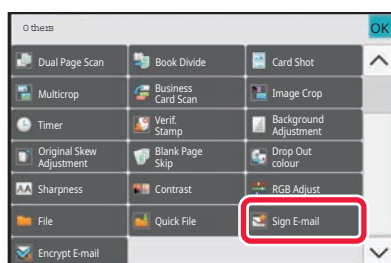 Others
OK
Dual Page Scan
Book Divide
Card Shot
Multicrop
Business
Card Scan
Image Crop
Timer
Verif.
Stamp
Background
Adjustment
Original Skew
Adjustment
Blank Page
Skip
Drop Out
colour
AA
Sharpness
Contrast
RGB Adjust
File
Quick File
Sign E-mail
Encrypt E-mail